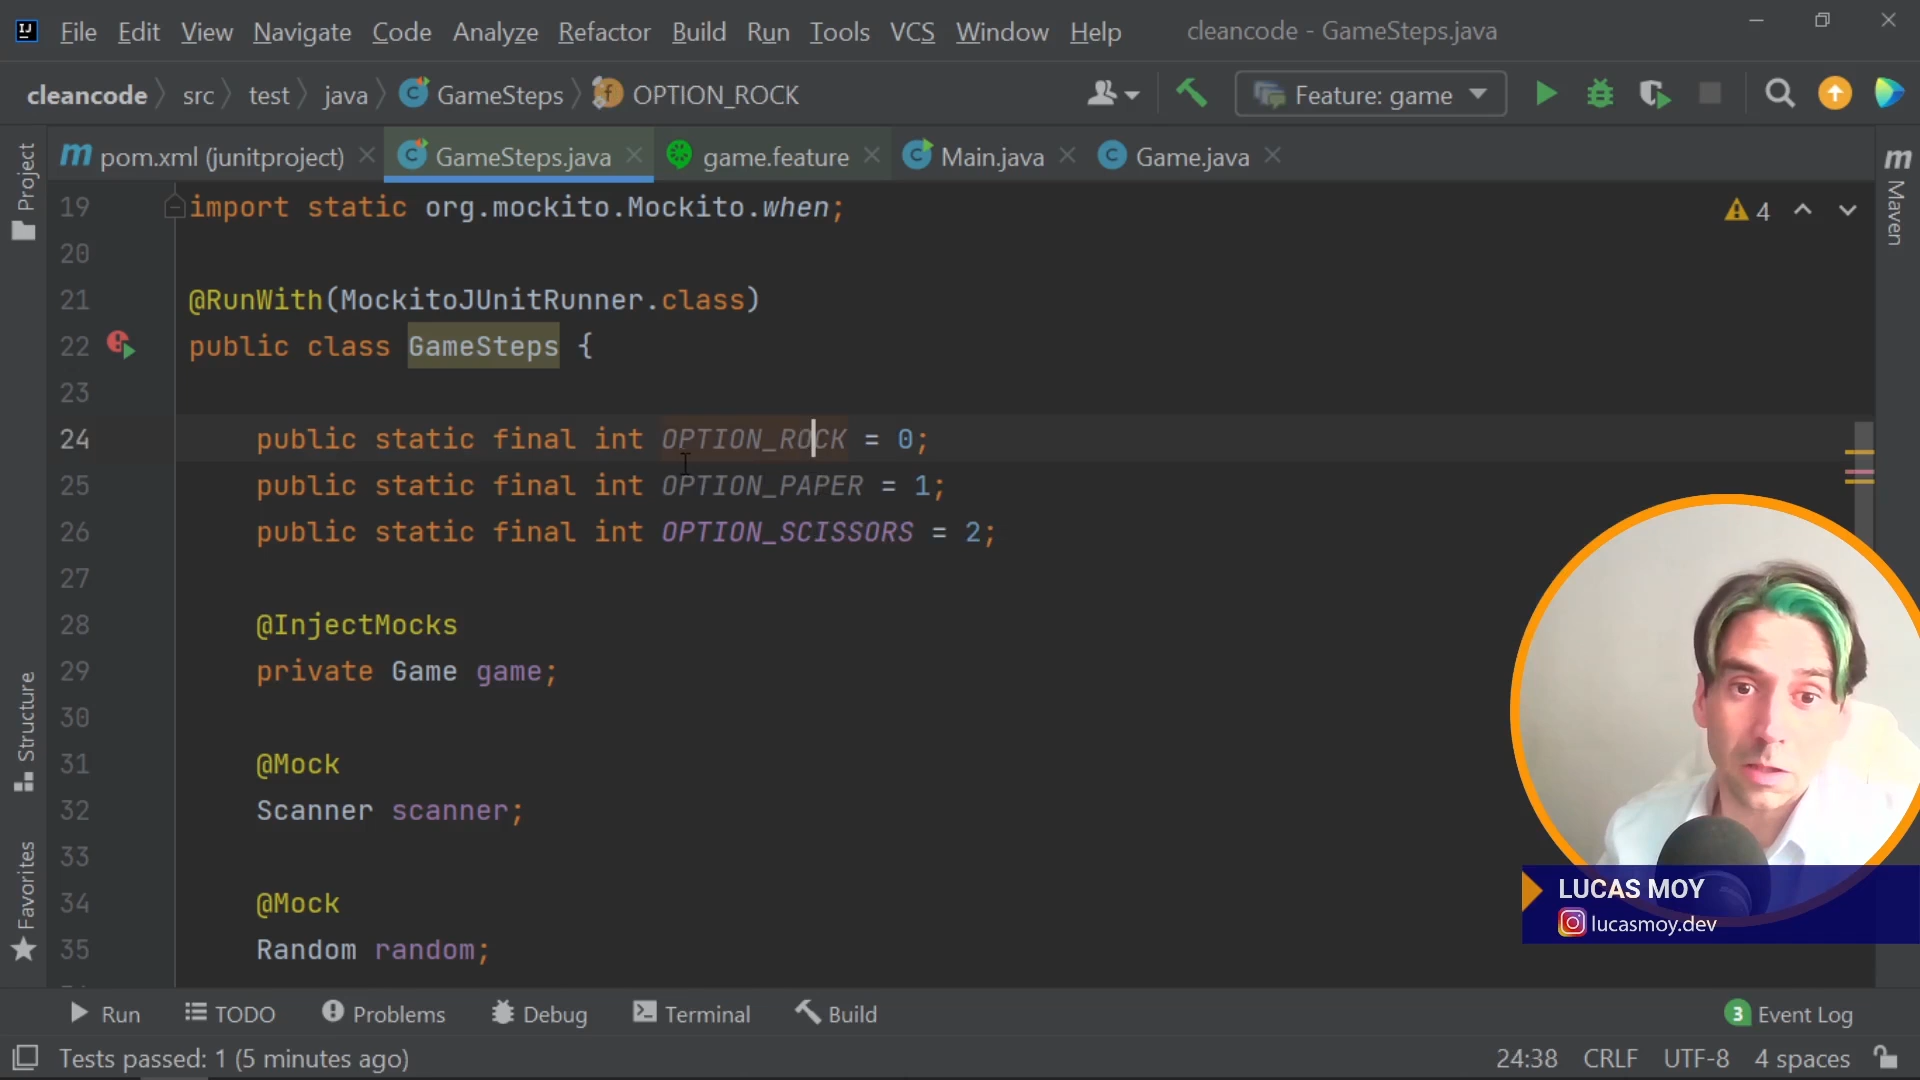 IJ File Edit View Navigate Code Analyze Refactor Build Run Tools VCS Window Help cleancode - GameSteps.java
cleancode src test java C GameSteps f OPTION_ROCK Feature: game
m pom.xml (junitproject) C GameSteps.java game.feature C Main.java C Game.java
Project
Structure
Favorites
m Maven
4
19 import static org.mockito.Mockito.when;
20
21 @RunWith(MockitoJUnitRunner.class)
22 public class GameSteps {
23
24 public static final int OPTION_ROCK = 0;
25 public static final int OPTION_PAPER = 1;
26 public static final int OPTION_SCISSORS = 2;
27
28 @InjectMocks
29 private Game game;
30
31 @Mock
32 Scanner scanner;
33
34 @Mock
35 Random random;
LUCAS MOY
lucasmoy.dev
Run TODO Problems Debug Terminal Build 3 Event Log
Tests passed: 1 (5 minutes ago) 24:38 CRLF UTF-8 4 spaces